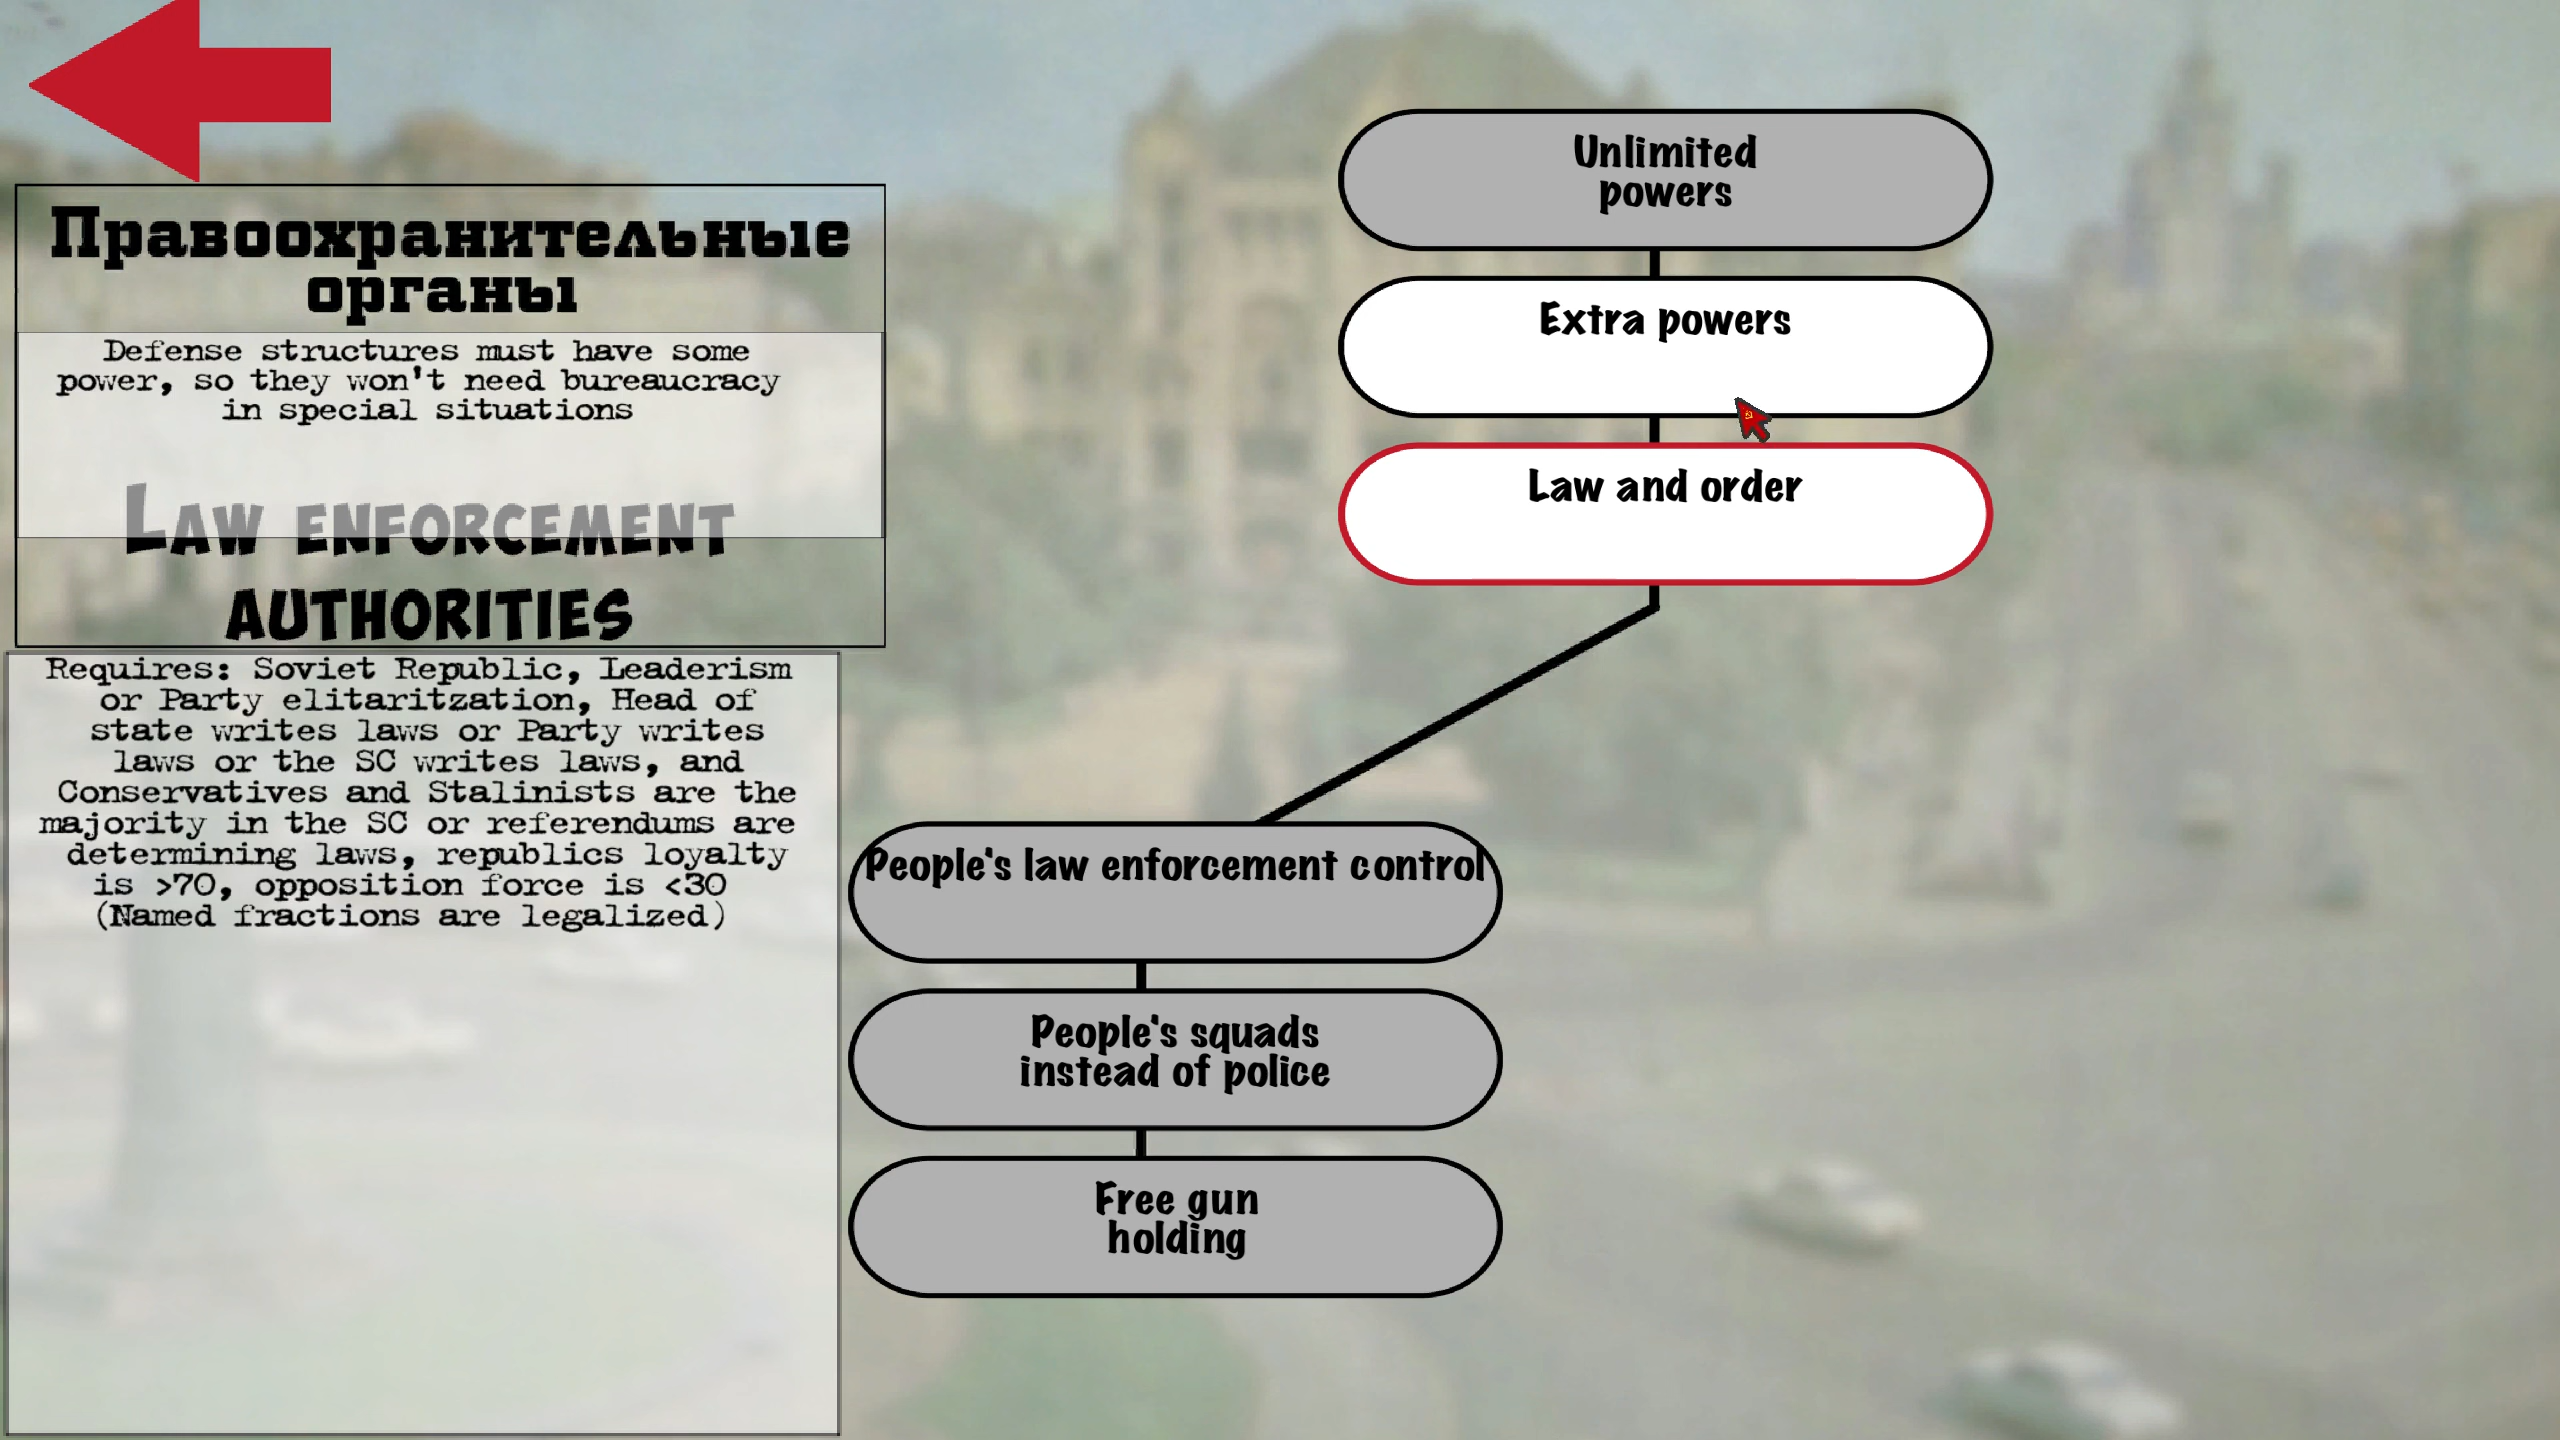 Правоохранительные
органы
Defense structures must have some
power, so they won't need bureaucracy
in special situations
Law enforcement
authorities
Requires: Soviet Republic, Leaderism
or Party elitaritzation, Head of
state writes laws or Party writes
laws or the SC writes laws, and
Conservatives and Stalinists are the
majority in the SC or referendums are
determining laws, republics loyalty
is >70, opposition force is <30
(Named fractions are legalized)
Unlimited
powers
Extra powers
Law and order
People's law enforcement control
People's squads
instead of police
Free gun
holding